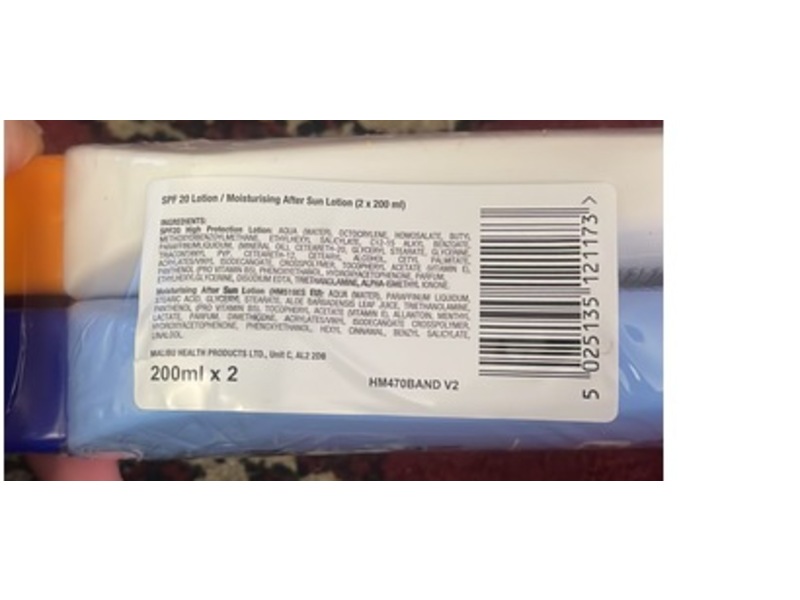 SPF 20 Lotion / Moisturising After Sun Lotion (2 x 200 ml)
INGREDIENTS:
SPF20 High Protection Lotion: AQUA (WATER), OCTOCRYLENE, HOMOSALATE, BUTYL
METHOXYDIBENZOYLMETHANE, ETHYLHEXYL SALICYLATE, C12-15 ALKYL BENZOATE,
PARAFFINUMLIQUIDUM, (MINERAL OIL), CETEARETH-20, GLYCERYL STEARATE, GLYCERINE,
TRIACONTANYL PVP, CETEARETH-12, CETEARYL ALCOHOL, CETYL PALMITATE,
ACRYLATES/VINYL ISODECANOATE CROSSPOLYMER, TOCOPHERYL ACETATE (VITAMIN E),
PANTHENOL (PRO VITAMIN B5), PHENOXYETHANOL, HYDROXYACETOPHENONE, PARFUM,
ETHYLHEXYLGLYCERINE, DISODIUM EDTA, TRIETHANOLAMINE, ALPHA-ISMETHYL IONONE.
Moisturising After Sun Lotion (HM5100S EU): AQUA (WATER), PARAFFINUM LIQUIDUM,
STEARIC ACID, GLYCERYL STEARATE, ALOE BARBADENSIS LEAF JUICE, TRIETHANOLAMINE,
PANTHENOL (PRO VITAMIN B5), TOCOPHERYL ACETATE (VITAMIN E), ALLANTOIN, MENTHYL
LACTATE, PARFUM, DIMETHICONE, ACRYLATES/VINYL ISODECANOATE CROSSPOLYMER,
HYDROXYACETOPHENONE, PHENOXYETHANOL, HEXYL CINNAMAL, BENZYL SALICYLATE,
LINALOOL.
MALIBU HEALTH PRODUCTS LTD., Unit C, AL2 2DB
200ml x 2
HM470BAND V2
5 025135 121173 >